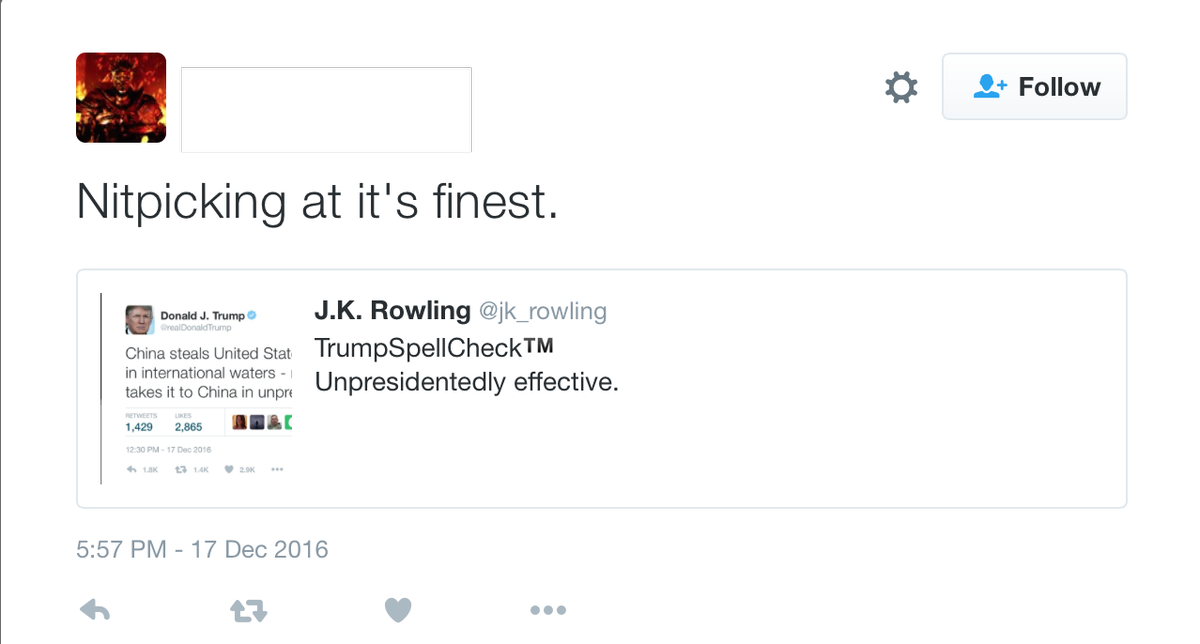 Follow
Nitpicking at it's finest.
Donald J. Trump
@realDonaldTrump
China steals United Stat
in international waters -
takes it to China in unpre
RETWEETS LIKES
1,429 2,865
12:30 PM - 17 Dec 2016
1.8K 1.4K 2.9K
J.K. Rowling @jk_rowling
TrumpSpellCheck™
Unpresidentedly effective.
5:57 PM - 17 Dec 2016